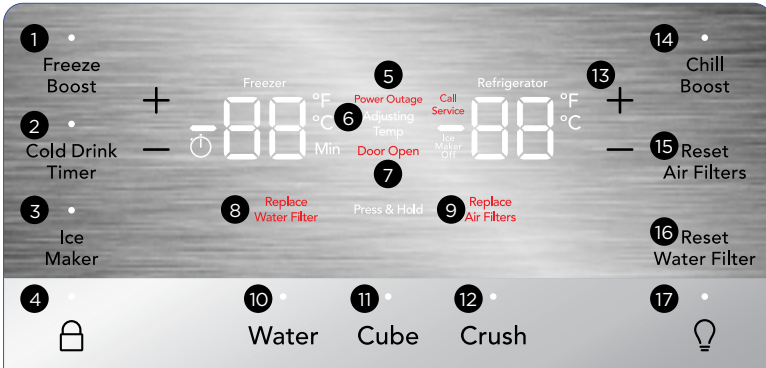 1
Freeze
Boost
2
Cold Drink
Timer
3
Ice
Maker
4
+
−
Freezer
-88
°F
°C
Min
5
Power Outage
6
Adjusting
Temp
Door Open
7
Call
Service
Refrigerator
-88
°F
°C
Ice
Maker
Off
8
Replace
Water Filter
Press & Hold
9
Replace
Air Filters
13
+
−
14
Chill
Boost
15
Reset
Air Filters
16
Reset
Water Filter
10
Water
11
Cube
12
Crush
17